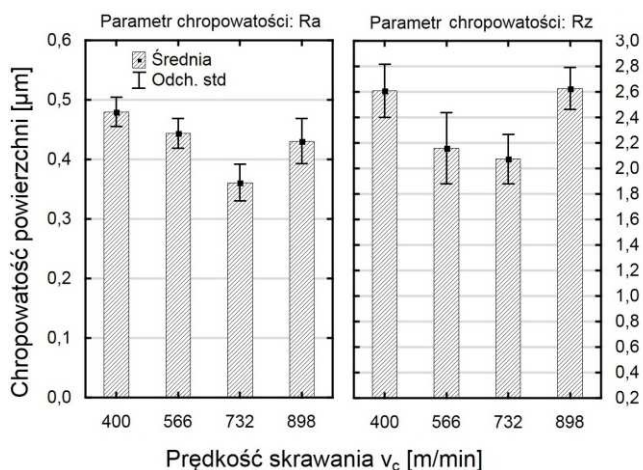 Parametr chropowatości: Ra
Parametr chropowatości: Rz
Chropowatość powierzchni [µm]
0,6
0,5
0,4
0,3
0,2
0,1
0,0
Średnia
Odch. std
3,0
2,8
2,6
2,4
2,2
2,0
1,8
1,6
1,4
1,2
1,0
0,8
0,6
0,4
0,2
400 566 732 898
400 566 732 898
Prędkość skrawania vc [m/min]